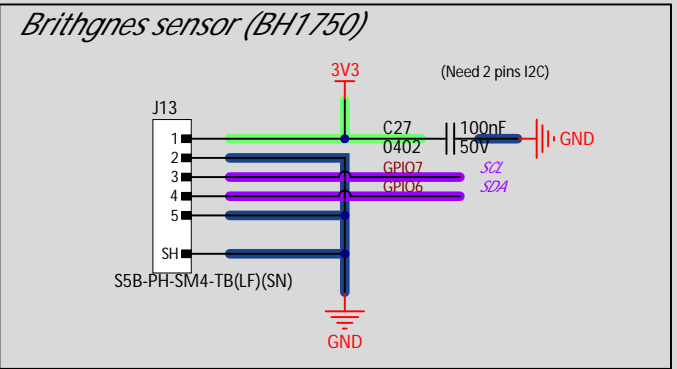 Brithgnes sensor (BH1750)
3V3
(Need 2 pins I2C)
J13
C27 100nF
1
0402 50V
GND
2
GPIO7 SCL
3
GPIO6 SDA
4
5
SH
S5B-PH-SM4-TB(LF)(SN)
GND